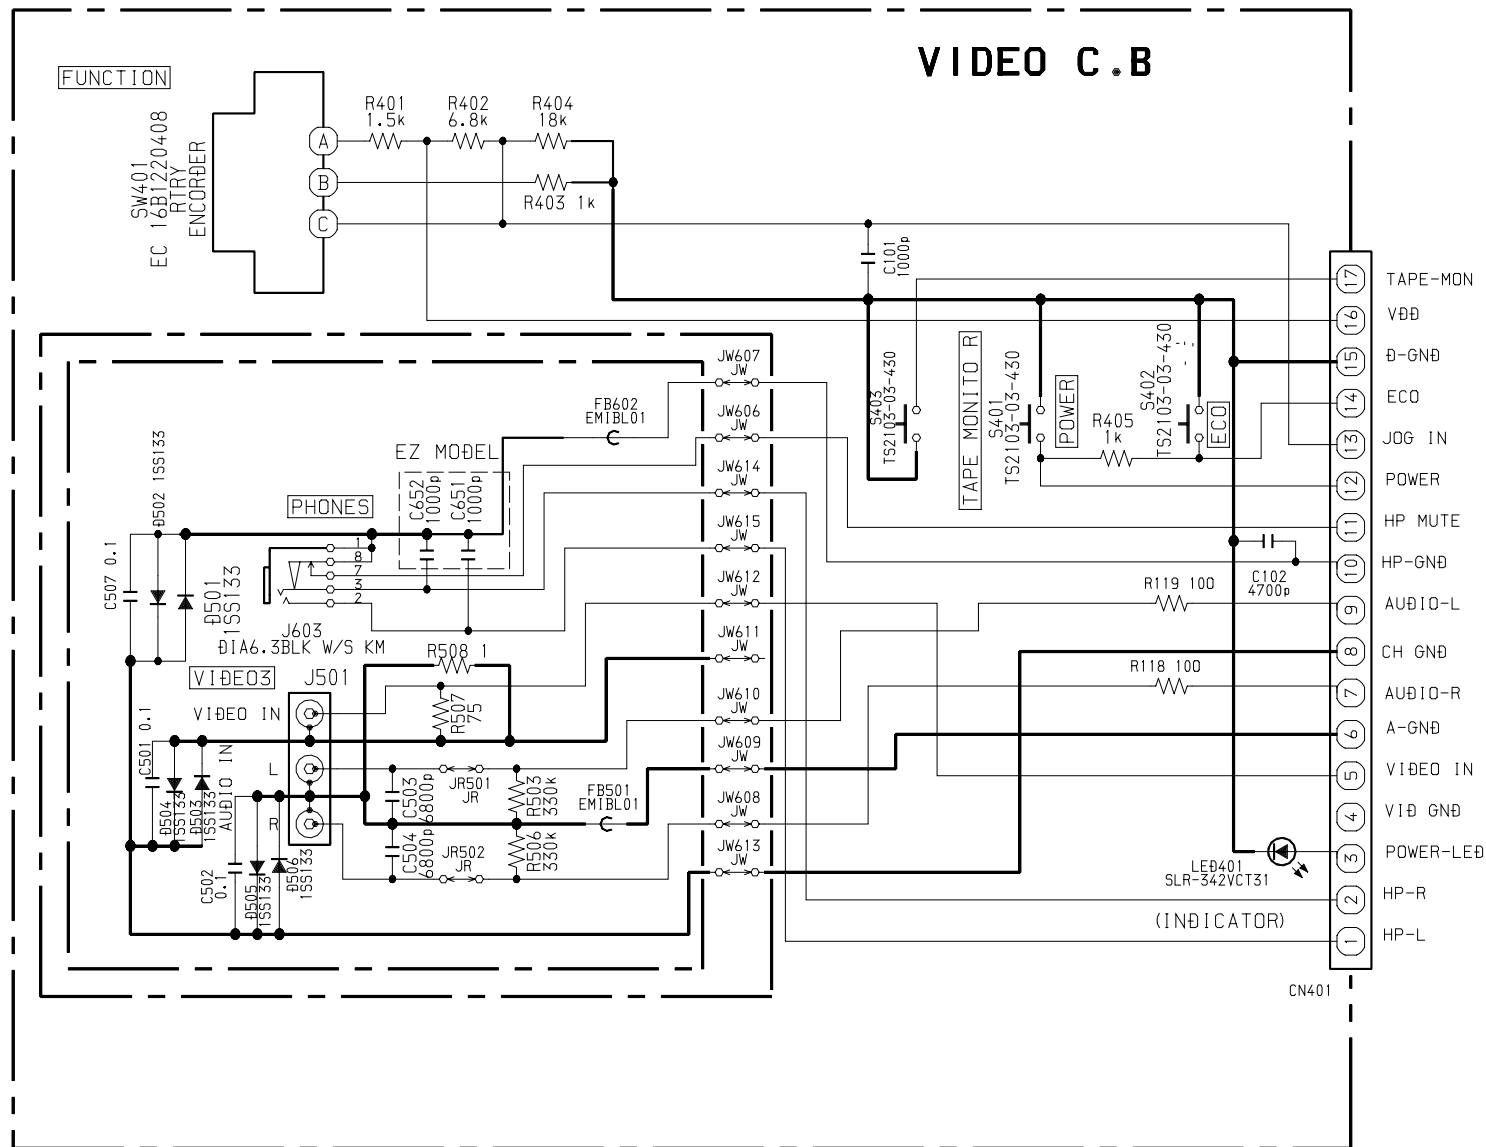 VIDEO C.B
FUNCTION
SW401
EC 16B1220408
RTRY
ENCORDER
A
B
C
R401
1.5k
R402
6.8k
R404
18k
R403 1k
C101
1000p
TAPE MONITO R
S403
TS2103-03-430
S401
TS2103-03-430
POWER
R405
1k
S402
TS2103-03-430
ECO
17 TAPE-MON
16 VDD
15 D-GND
14 ECO
13 JOG IN
12 POWER
11 HP MUTE
10 HP-GND
9 AUDIO-L
8 CH GND
7 AUDIO-R
6 A-GND
5 VIDEO IN
4 VID GND
3 POWER-LED
2 HP-R
1 HP-L
CN401
C102
4700p
R119 100
R118 100
LED401
SLR-342VCT31
(INDICATOR)
JW607
JW
JW606
JW
JW614
JW
JW615
JW
JW612
JW
JW611
JW
JW610
JW
JW609
JW
JW608
JW
JW613
JW
FB602
EMIBL01
EZ MODEL
C652
1000p
C651
1000p
PHONES
1
8
7
3
2
J603
DIA6.3BLK W/S KM
D502 1SS133
C507 0.1
D501
1SS133
VIDEO3
J501
VIDEO IN
AUDIO IN
L
R
R508 1
R507
75
C501 0.1
D504
1SS133
D503
1SS133
C502
0.1
D505
1SS133
D506
1SS133
C503
6800p
C504
6800p
JR501
JR
JR502
JR
R503
330k
R506
330k
FB501
EMIBL01